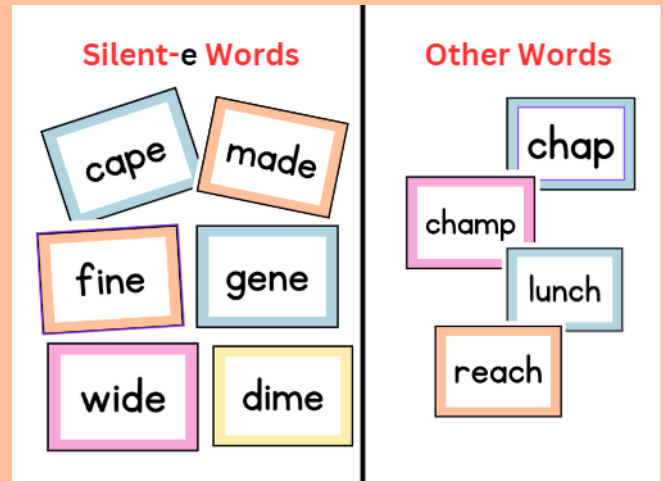 Silent-e Words
cape
made
fine
gene
wide
dime
Other Words
chap
champ
lunch
reach